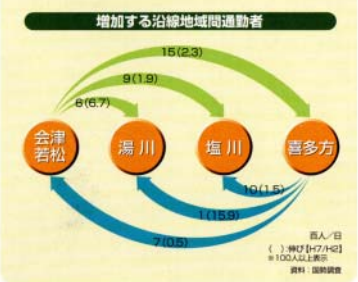 増加する沿線地域間通勤者
15(2.3)
9(1.9)
6(6.7)
会津
若松
湯川
塩川
喜多方
10(1.5)
1(15.9)
7(0.5)
百人/日
( ):伸び【H7/H2】
※100人以上表示
資料:国勢調査